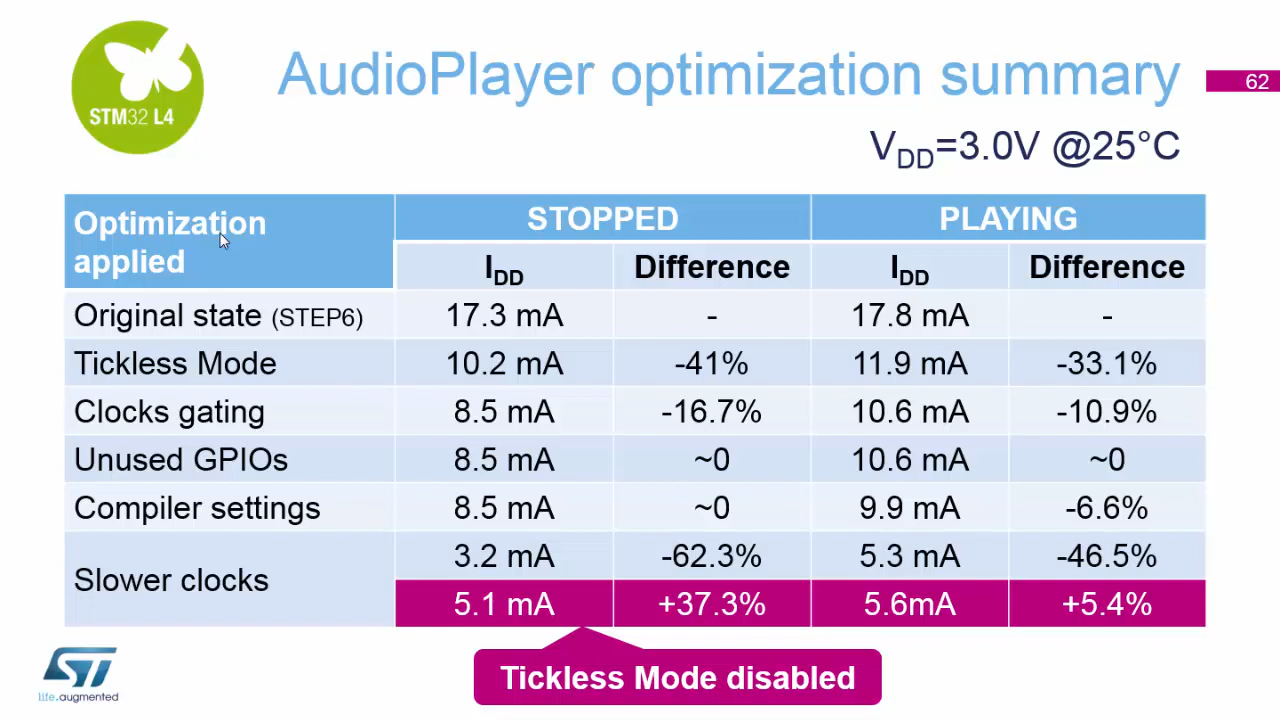 STM32 L4
AudioPlayer optimization summary
62
VDD=3.0V @25°C
Optimization applied STOPPED PLAYING
IDD Difference IDD Difference
Original state (STEP6) 17.3 mA - 17.8 mA -
Tickless Mode 10.2 mA -41% 11.9 mA -33.1%
Clocks gating 8.5 mA -16.7% 10.6 mA -10.9%
Unused GPIOs 8.5 mA ~0 10.6 mA ~0
Compiler settings 8.5 mA ~0 9.9 mA -6.6%
Slower clocks 3.2 mA -62.3% 5.3 mA -46.5%
5.1 mA +37.3% 5.6mA +5.4%
Tickless Mode disabled
ST
life.augmented